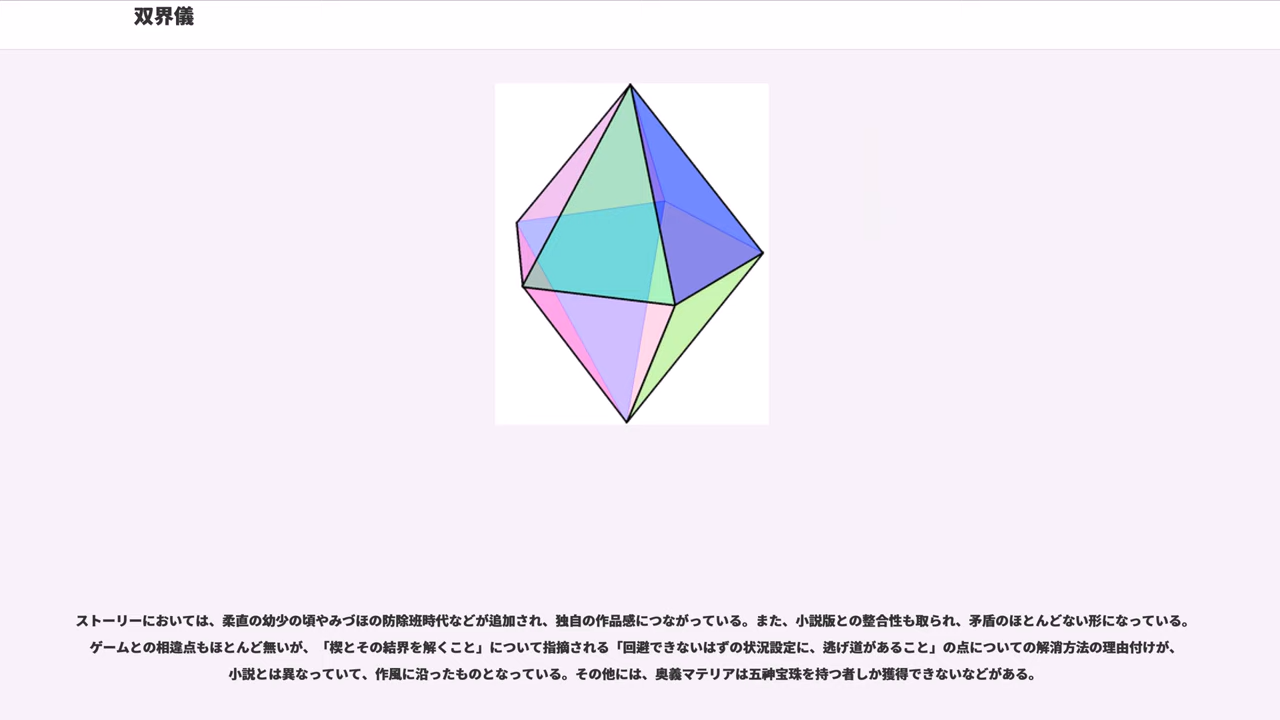 双界儀
ストーリーにおいては、柔直の幼少の頃やみづほの防除班時代などが追加され、独自の作品感につながっている。また、小説版との整合性も取られ、矛盾のほとんどない形になっている。
ゲームとの相違点もほとんど無いが、「楔とその結界を解くこと」について指摘される「回避できないはずの状況設定に、逃げ道があること」の点についての解消方法の理由付けが、
小説とは異なっていて、作風に沿ったものとなっている。その他には、奥義マテリアは五神宝珠を持つ者しか獲得できないなどがある。